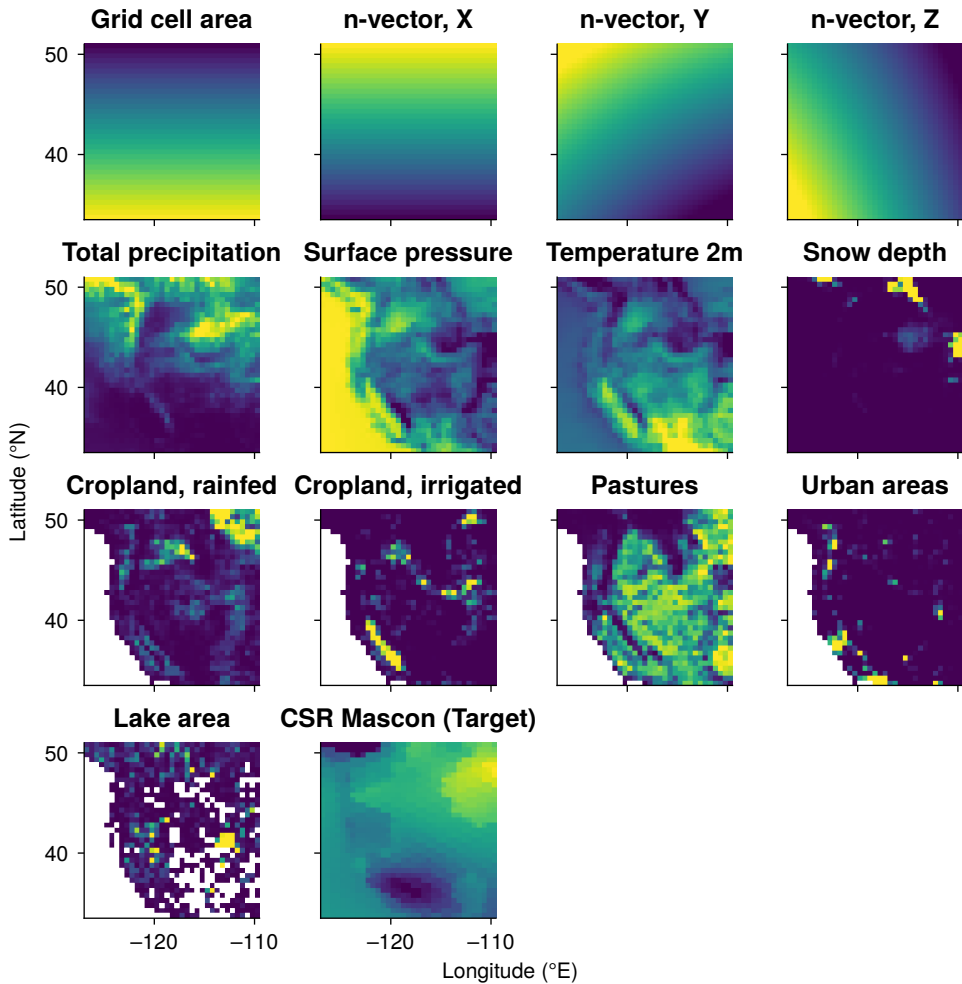 Grid cell area n-vector, X n-vector, Y n-vector, Z
50
40
Total precipitation Surface pressure Temperature 2m Snow depth
50
40
Latitude (°N)
Cropland, rainfed Cropland, irrigated Pastures Urban areas
50
40
Lake area CSR Mascon (Target)
50
40
−120 −110 −120 −110
Longitude (°E)